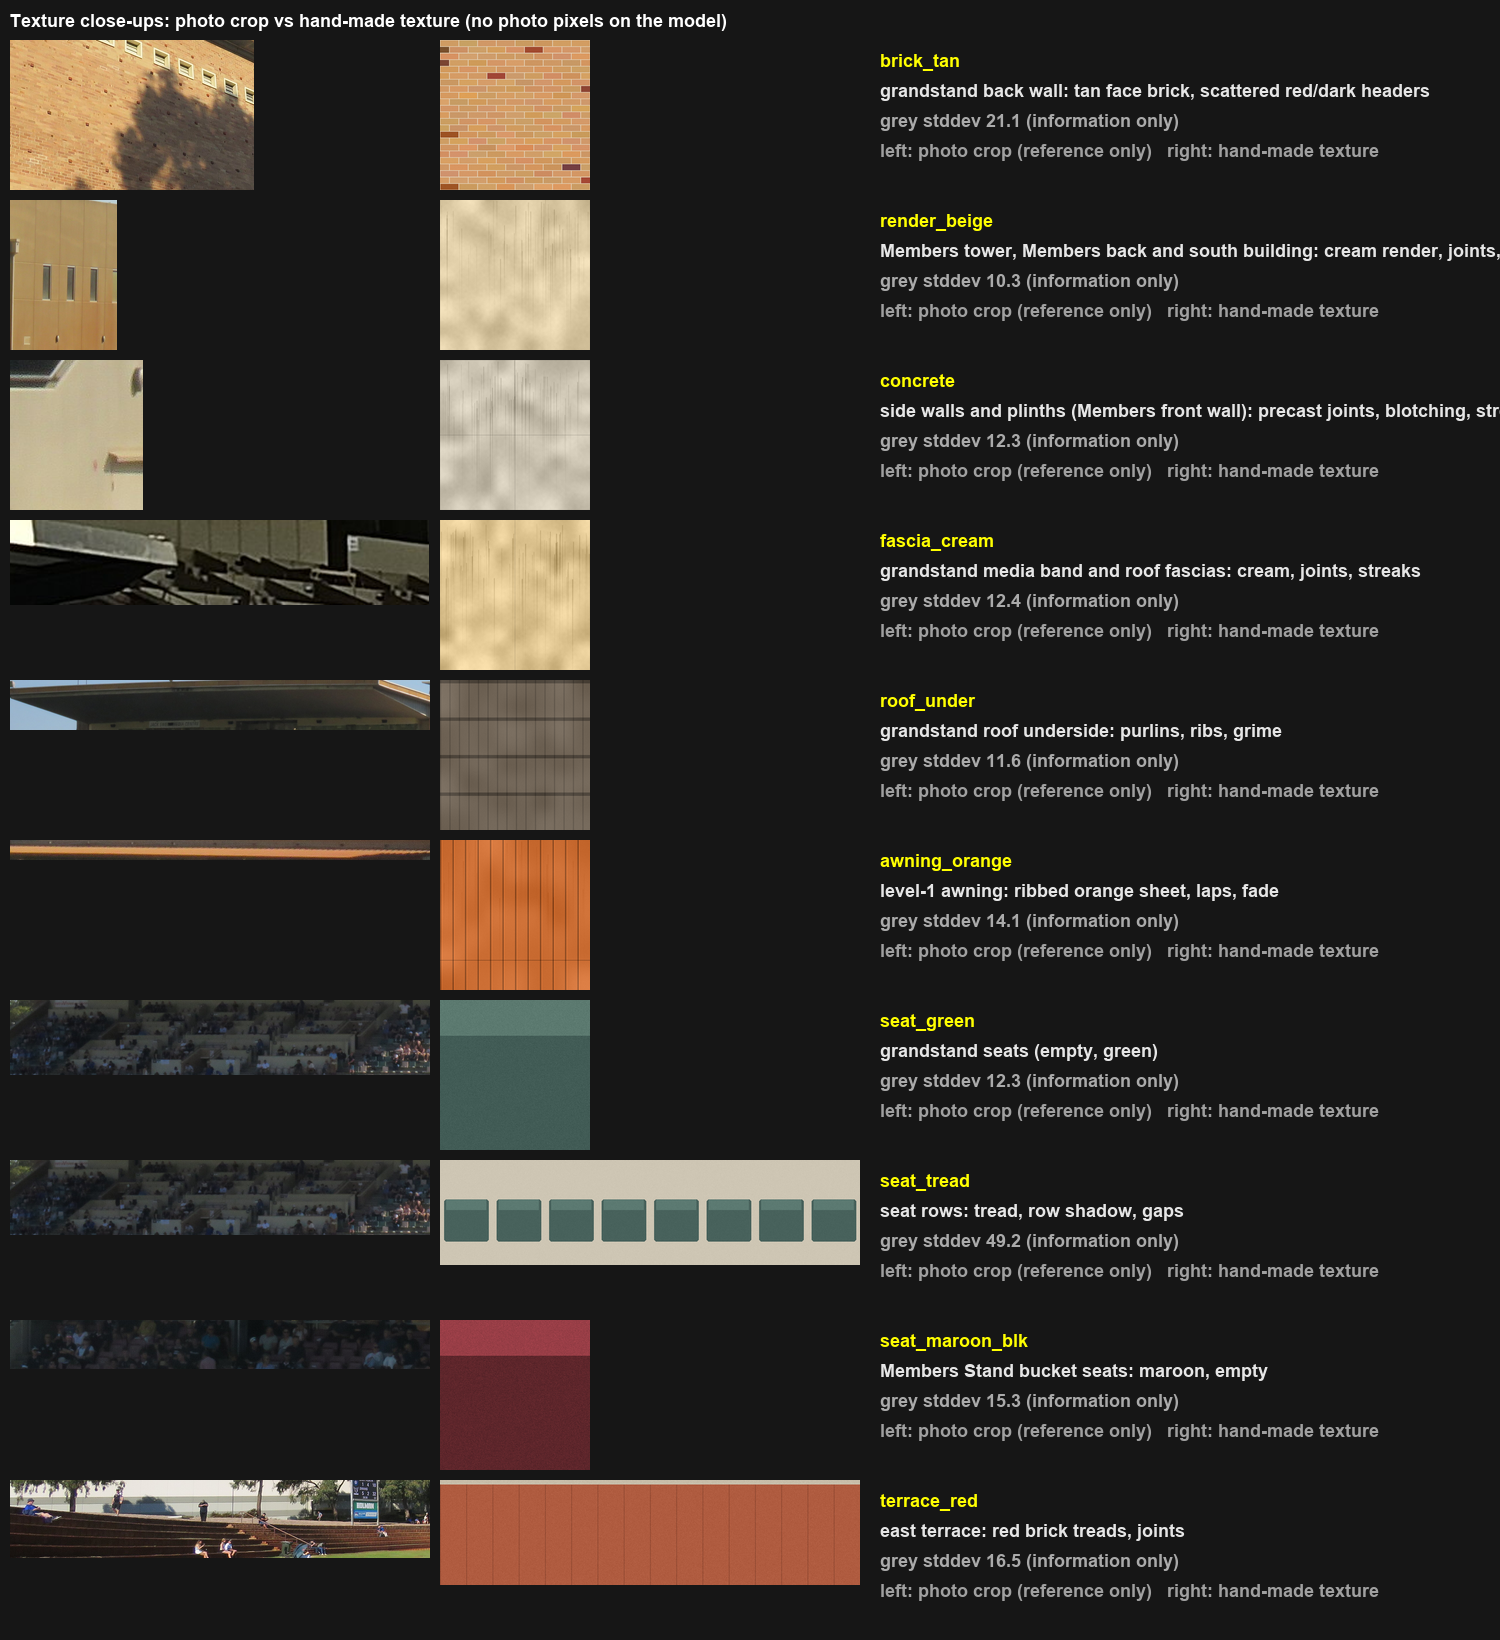 Texture close-ups: photo crop vs hand-made texture (no photo pixels on the model)
brick_tan
grandstand back wall: tan face brick, scattered red/dark headers
grey stddev 21.1 (information only)
left: photo crop (reference only) right: hand-made texture
render_beige
Members tower, Members back and south building: cream render, joints,
grey stddev 10.3 (information only)
left: photo crop (reference only) right: hand-made texture
concrete
side walls and plinths (Members front wall): precast joints, blotching, str
grey stddev 12.3 (information only)
left: photo crop (reference only) right: hand-made texture
fascia_cream
grandstand media band and roof fascias: cream, joints, streaks
grey stddev 12.4 (information only)
left: photo crop (reference only) right: hand-made texture
roof_under
grandstand roof underside: purlins, ribs, grime
grey stddev 11.6 (information only)
left: photo crop (reference only) right: hand-made texture
awning_orange
level-1 awning: ribbed orange sheet, laps, fade
grey stddev 14.1 (information only)
left: photo crop (reference only) right: hand-made texture
seat_green
grandstand seats (empty, green)
grey stddev 12.3 (information only)
left: photo crop (reference only) right: hand-made texture
seat_tread
seat rows: tread, row shadow, gaps
grey stddev 49.2 (information only)
left: photo crop (reference only) right: hand-made texture
seat_maroon_blk
Members Stand bucket seats: maroon, empty
grey stddev 15.3 (information only)
left: photo crop (reference only) right: hand-made texture
terrace_red
east terrace: red brick treads, joints
grey stddev 16.5 (information only)
left: photo crop (reference only) right: hand-made texture